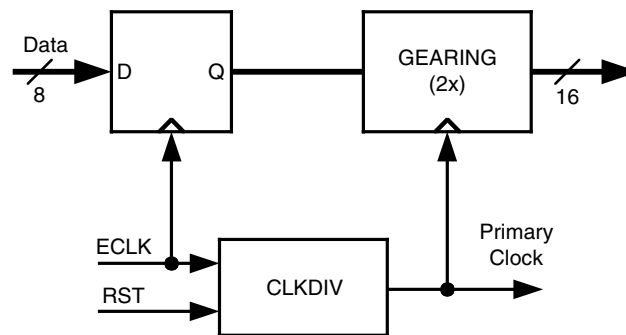 Data
8
D
Q
GEARING
(2x)
16
ECLK
RST
CLKDIV
Primary
Clock